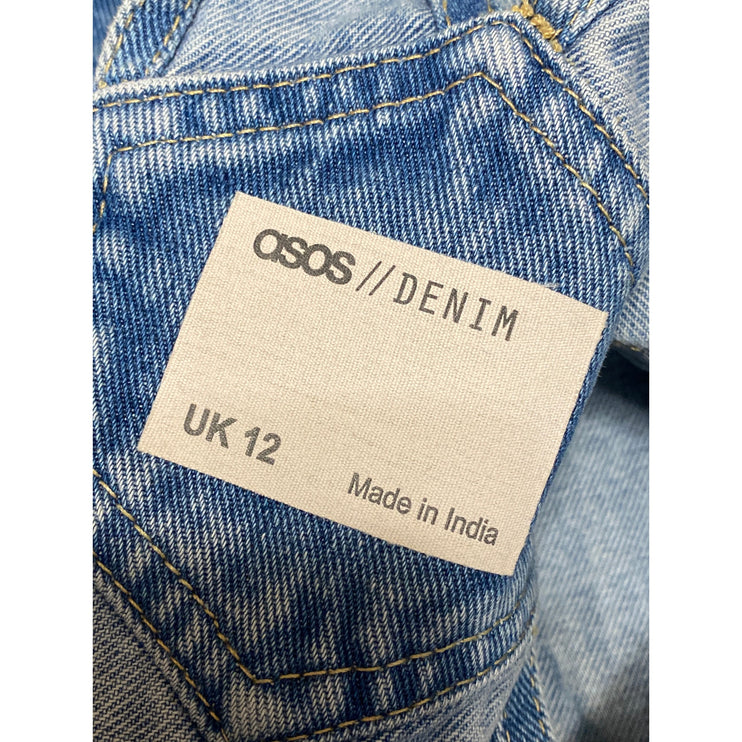 asos//DENIM
UK 12
Made in India